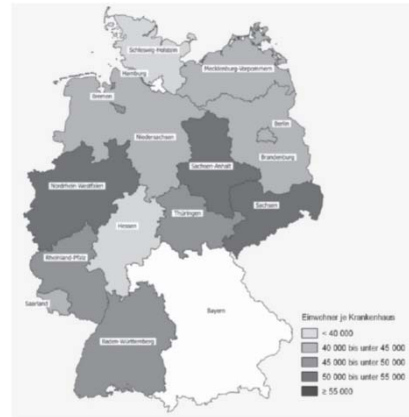 Schleswig-Holstein
Hamburg
Mecklenburg-Vorpommern
Bremen
Niedersachsen
Berlin
Brandenburg
Sachsen-Anhalt
Nordrhein-Westfalen
Sachsen
Thüringen
Hessen
Rheinland-Pfalz
Saarland
Bayern
Baden-Württemberg
Einwohner je Krankenhaus
< 40 000
40 000 bis unter 45 000
45 000 bis unter 50 000
50 000 bis unter 55 000
≥ 55 000